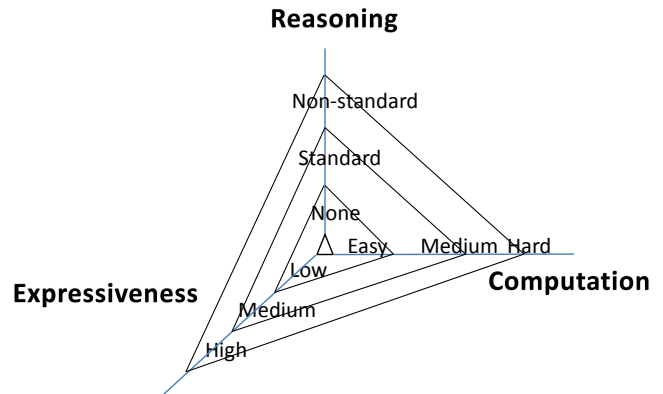 Reasoning
Non-standard
Standard
None
Easy Medium Hard
Low
Computation
Expressiveness
Medium
High